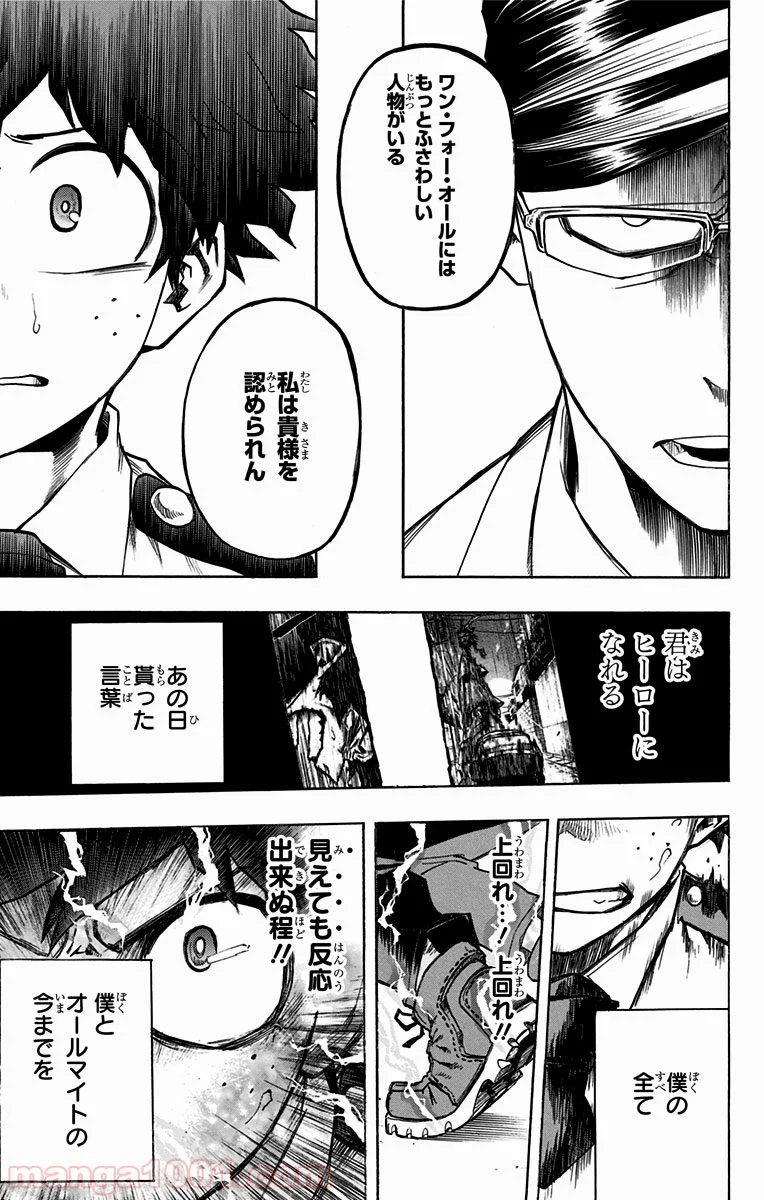 ワン・フォー・オールには
もっとふさわしい
人物がいる
私は貴様を
認められん
君は
ヒーローに
なれる
あの日
貰った
言葉
僕の
全て
上回れ…!
上回れ!!
見えても反応
出来ぬ程!!
僕と
オールマイトの
今までを
manga1001.com